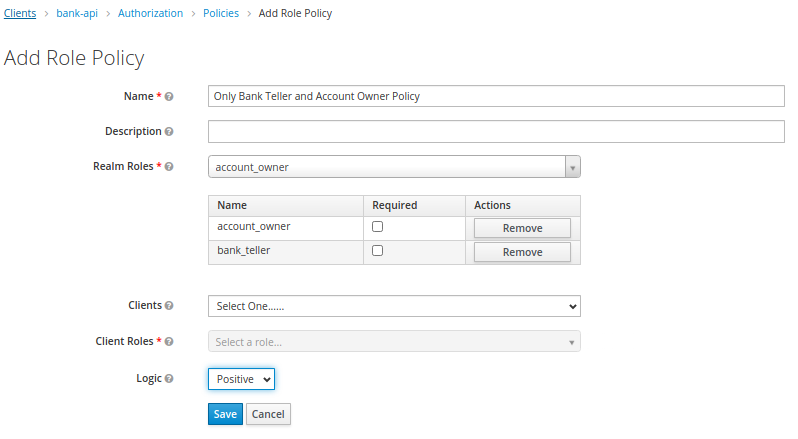 Clients > bank-api > Authorization > Policies > Add Role Policy
Add Role Policy
Name * Only Bank Teller and Account Owner Policy
Description
Realm Roles * account_owner
Name Required Actions
account_owner Remove
bank_teller Remove
Clients Select One......
Client Roles * Select a role...
Logic Positive
Save Cancel